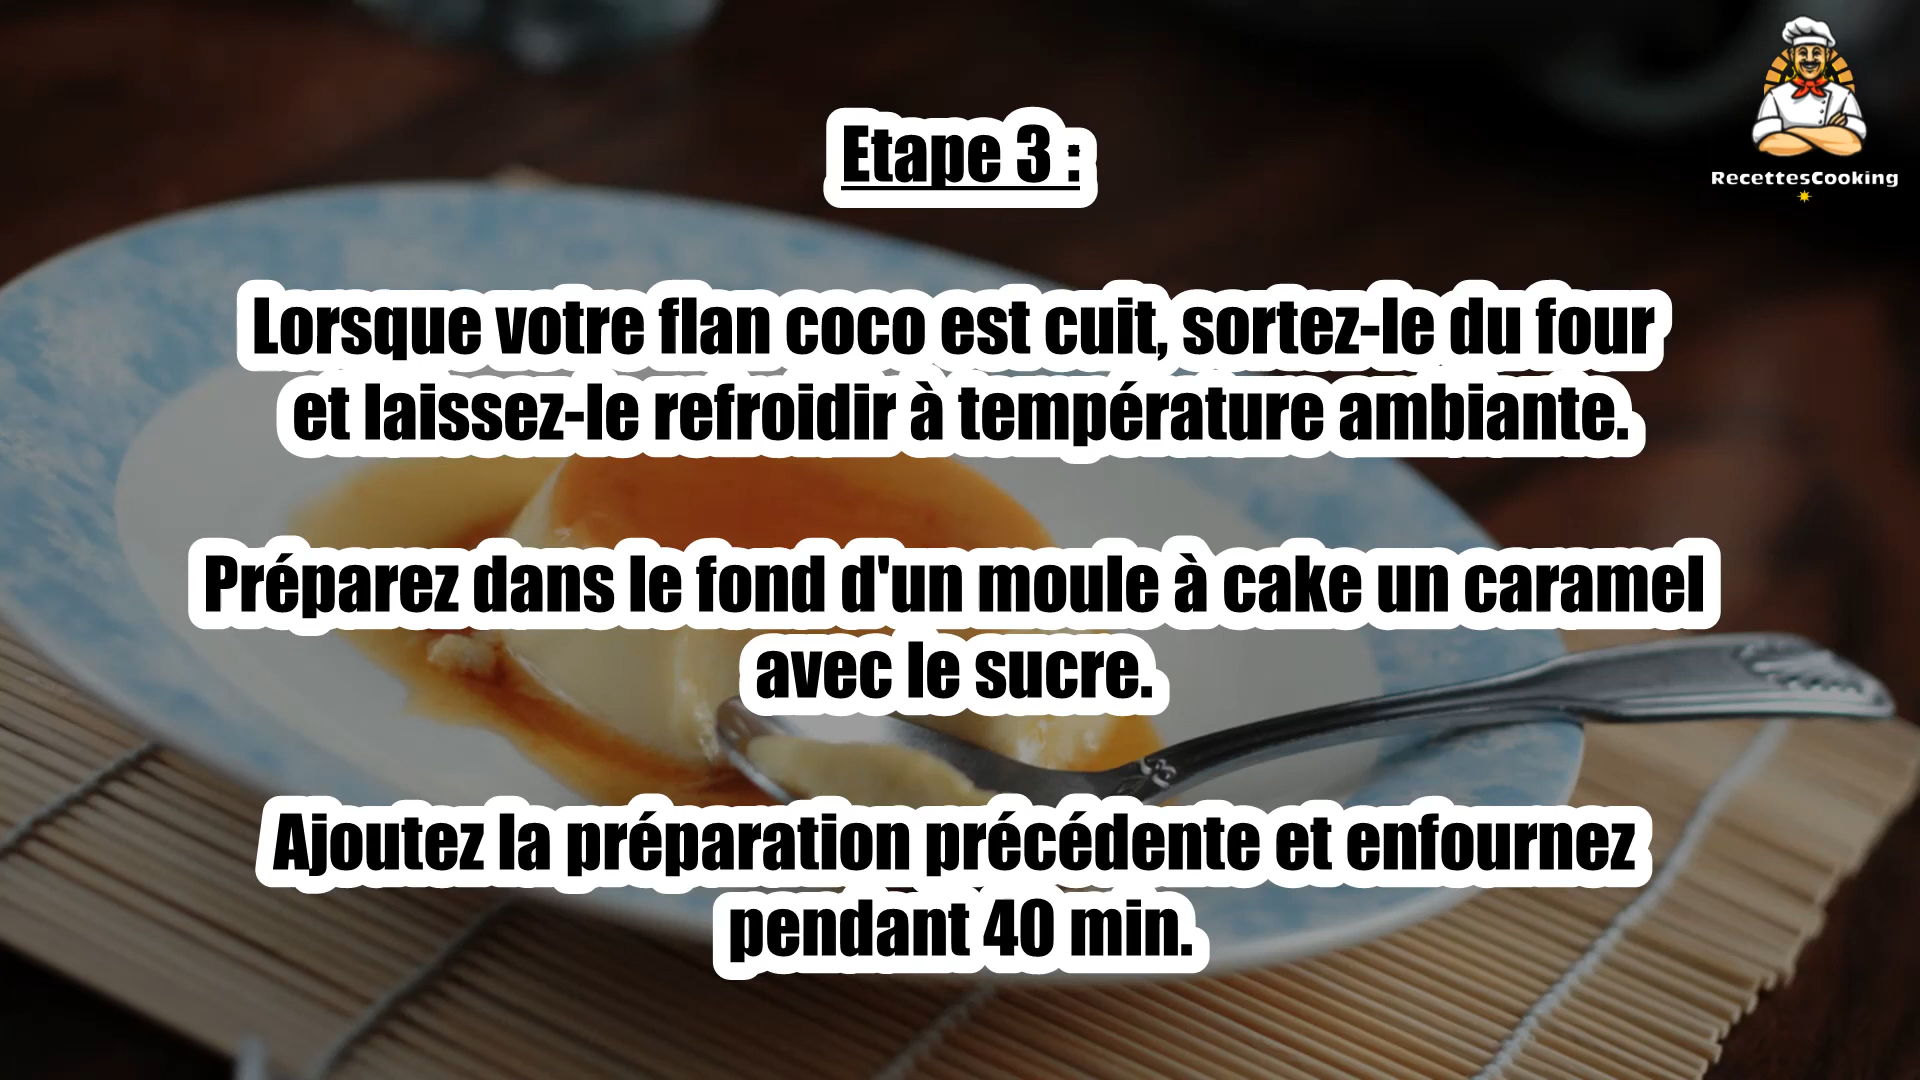 RecettesCooking
Etape 3 :
Lorsque votre flan coco est cuit, sortez-le du four
et laissez-le refroidir à température ambiante.
Préparez dans le fond d'un moule à cake un caramel
avec le sucre.
Ajoutez la préparation précédente et enfournez
pendant 40 min.